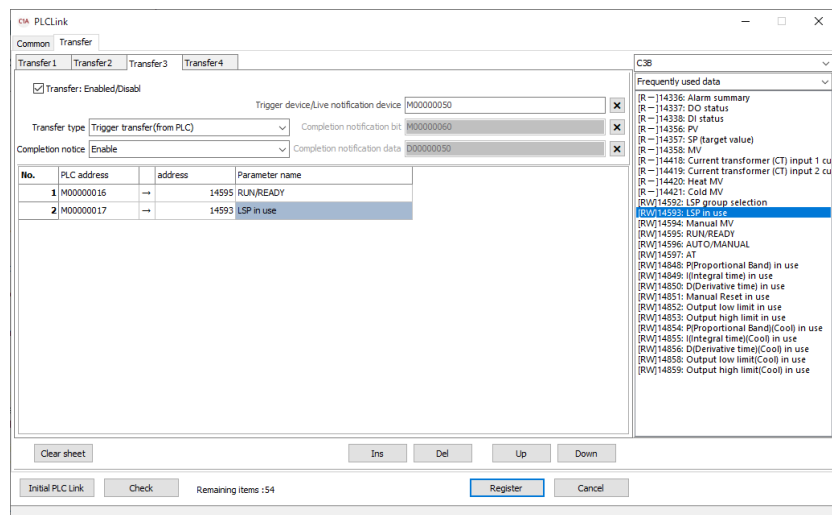 C1A PLCLink
Common Transfer
Transfer1 Transfer2 Transfer3 Transfer4
C3B
Transfer: Enabled/Disabl
Frequently used data
Trigger device/Live notification device M00000050
Transfer type Trigger transfer(from PLC) Completion notification bit M00000060
Completion notice Enable Completion notification data D00000050
No. PLC address address Parameter name
1 M00000016 → 14595 RUN/READY
2 M00000017 → 14593 LSP in use
[R－]14336: Alarm summary
[R－]14337: DO status
[R－]14338: DI status
[R－]14356: PV
[R－]14357: SP (target value)
[R－]14358: MV
[R－]14418: Current transformer (CT) input 1 cu
[R－]14419: Current transformer (CT) input 2 cu
[R－]14420: Heat MV
[R－]14421: Cold MV
[RW]14592: LSP group selection
[RW]14593: LSP in use
[RW]14594: Manual MV
[RW]14595: RUN/READY
[RW]14596: AUTO/MANUAL
[RW]14597: AT
[RW]14848: P(Proportional Band) in use
[RW]14849: I(Integral time) in use
[RW]14850: D(Derivative time) in use
[RW]14851: Manual Reset in use
[RW]14852: Output low limit in use
[RW]14853: Output high limit in use
[RW]14854: P(Proportional Band)(Cool) in use
[RW]14855: I(Integral time)(Cool) in use
[RW]14856: D(Derivative time)(Cool) in use
[RW]14858: Output low limit(Cool) in use
[RW]14859: Output high limit(Cool) in use
Clear sheet Ins Del Up Down
Initial PLC Link Check Remaining items :54 Register Cancel